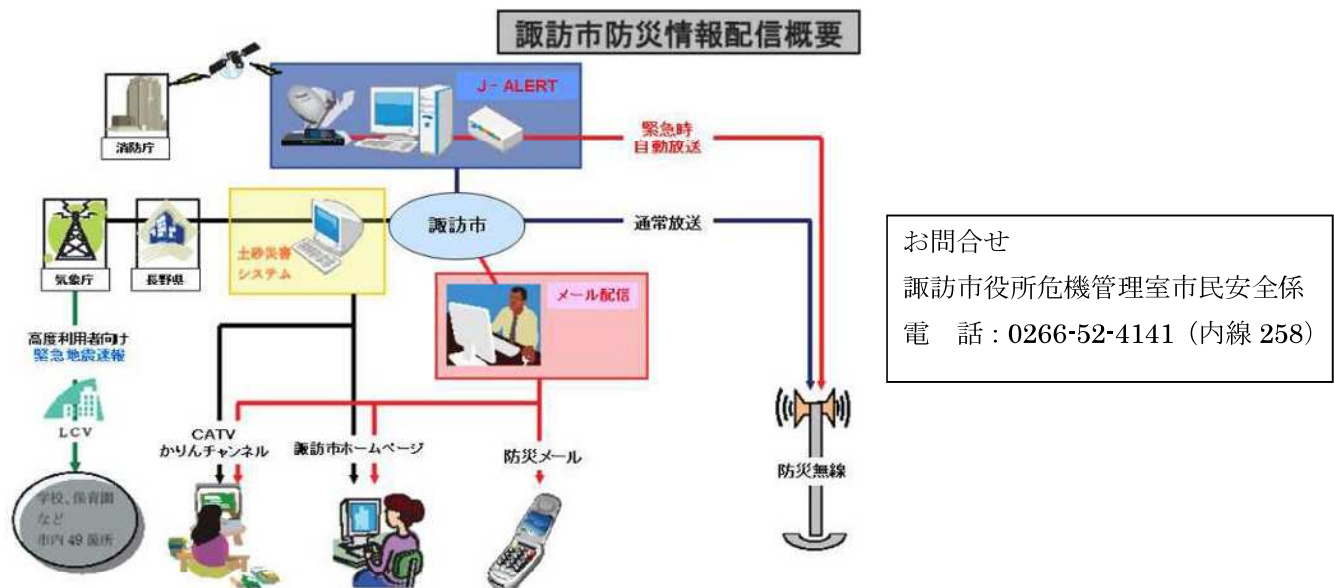 諏訪市防災情報配信概要
J-ALERT
消防庁
緊急時
自動放送
気象庁
長野県
土砂災害
システム
諏訪市
通常放送
メール配信
高度利用者向け
緊急地震速報
LCV
学校、保育園
など
市内 49 箇所
CATV
かりんチャンネル
諏訪市ホームページ
防災メール
防災無線
お問合せ
諏訪市役所危機管理室市民安全係
電　話：0266-52-4141（内線 258）